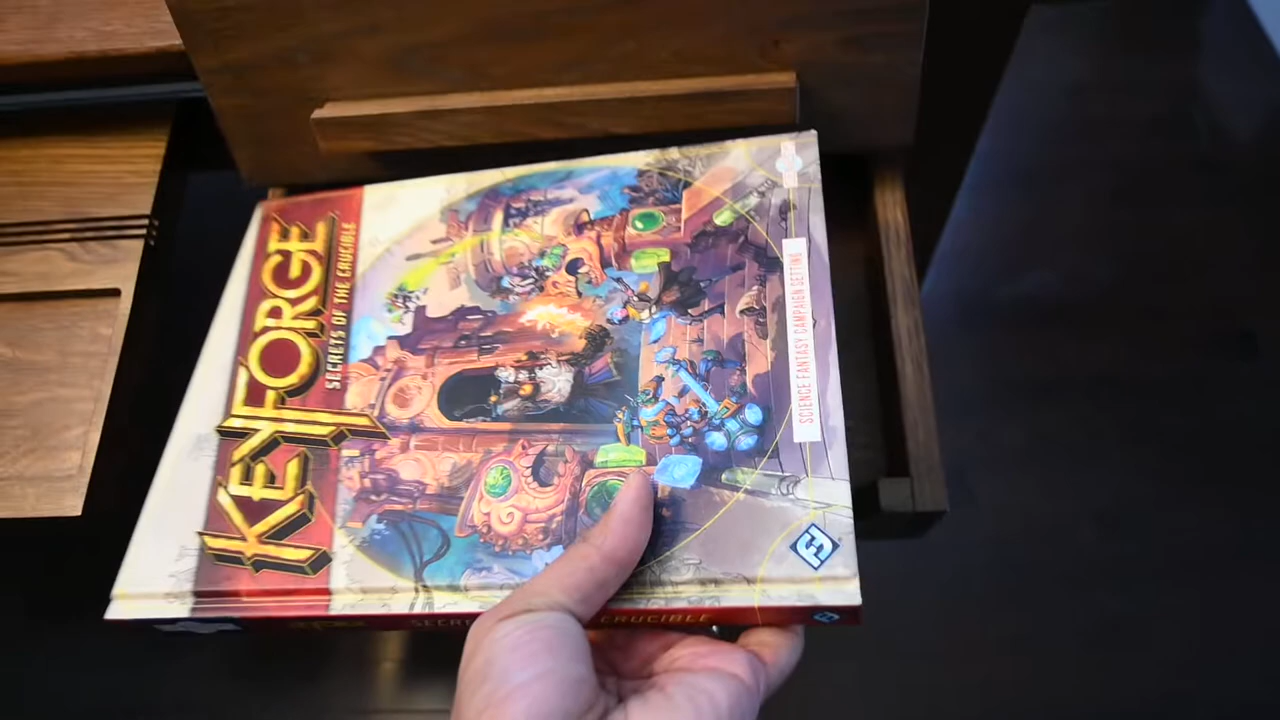 KEYFORGE
SECRETS OF THE CRUCIBLE
SCIENCE FANTASY CAMPAIGN SETTING
CRUCIBLE